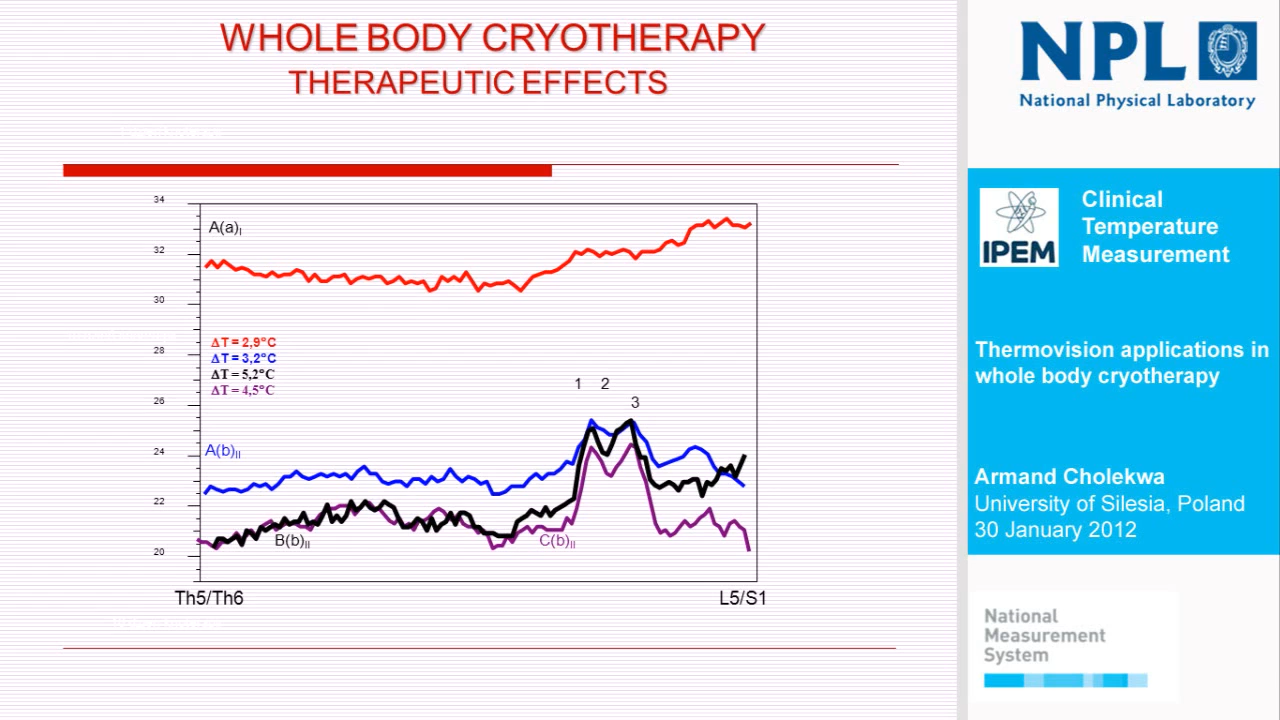 WHOLE BODY CRYOTHERAPY
THERAPEUTIC EFFECTS
34
32
30
28
26
24
22
20
A(a)I
ΔT = 2,9°C
ΔT = 3,2°C
ΔT = 5,2°C
ΔT = 4,5°C
1 2
3
A(b)II
B(b)II
C(b)II
Th5/Th6
L5/S1
NPL
National Physical Laboratory
IPEM
Clinical
Temperature
Measurement
Thermovision applications in
whole body cryotherapy
Armand Cholekwa
University of Silesia, Poland
30 January 2012
National
Measurement
System